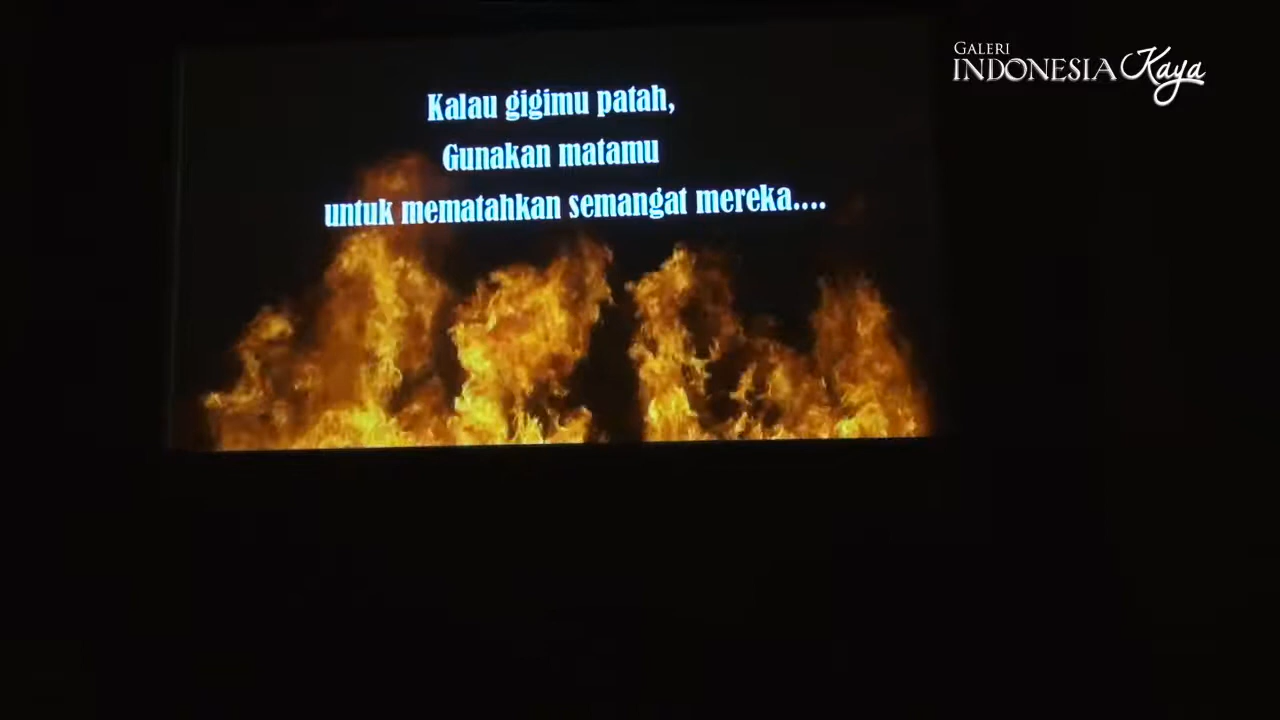 Kalau gigimu patah,
Gunakan matamu
untuk mematahkan semangat mereka....
GALERI
INDONESIA Kaya